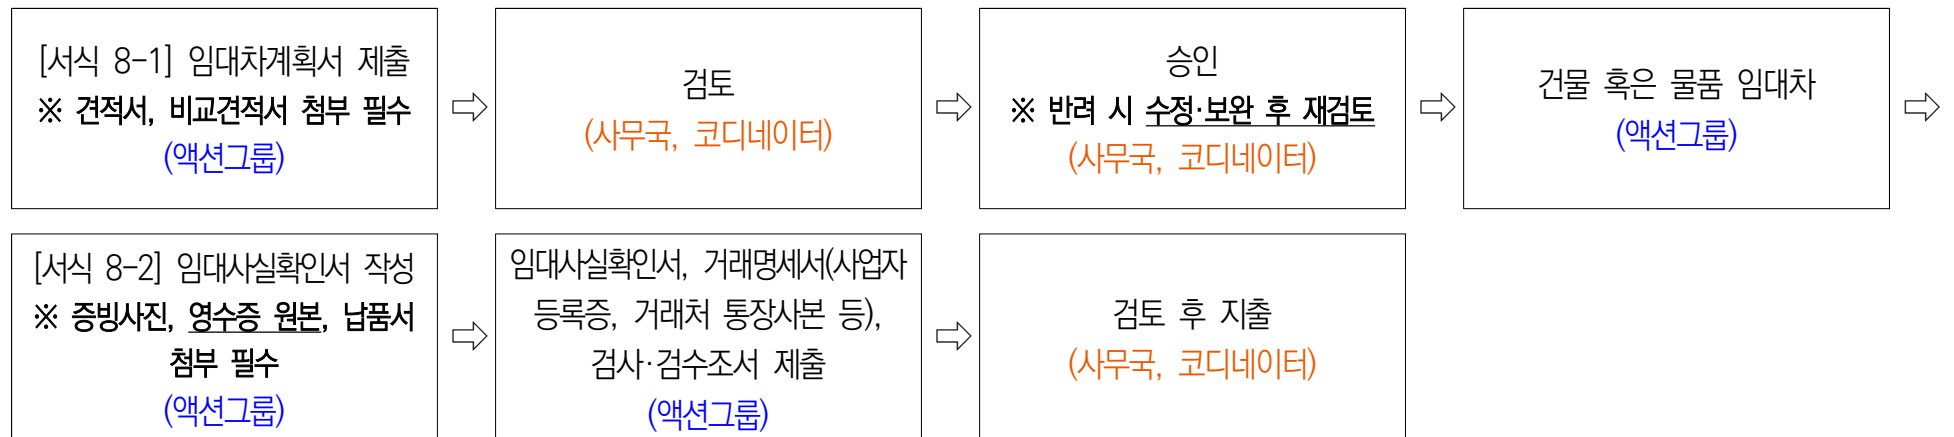 [서식 8-1] 임대차계획서 제출
※ 견적서, 비교견적서 첨부 필수
(액션그룹)
⇨
검토
(사무국, 코디네이터)
⇨
승인
※ 반려 시 수정·보완 후 재검토
(사무국, 코디네이터)
⇨
건물 혹은 물품 임대차
(액션그룹)
⇨
[서식 8-2] 임대사실확인서 작성
※ 증빙사진, 영수증 원본, 납품서
첨부 필수
(액션그룹)
⇨
임대사실확인서, 거래명세서(사업자
등록증, 거래처 통장사본 등),
검사·검수조서 제출
(액션그룹)
⇨
검토 후 지출
(사무국, 코디네이터)